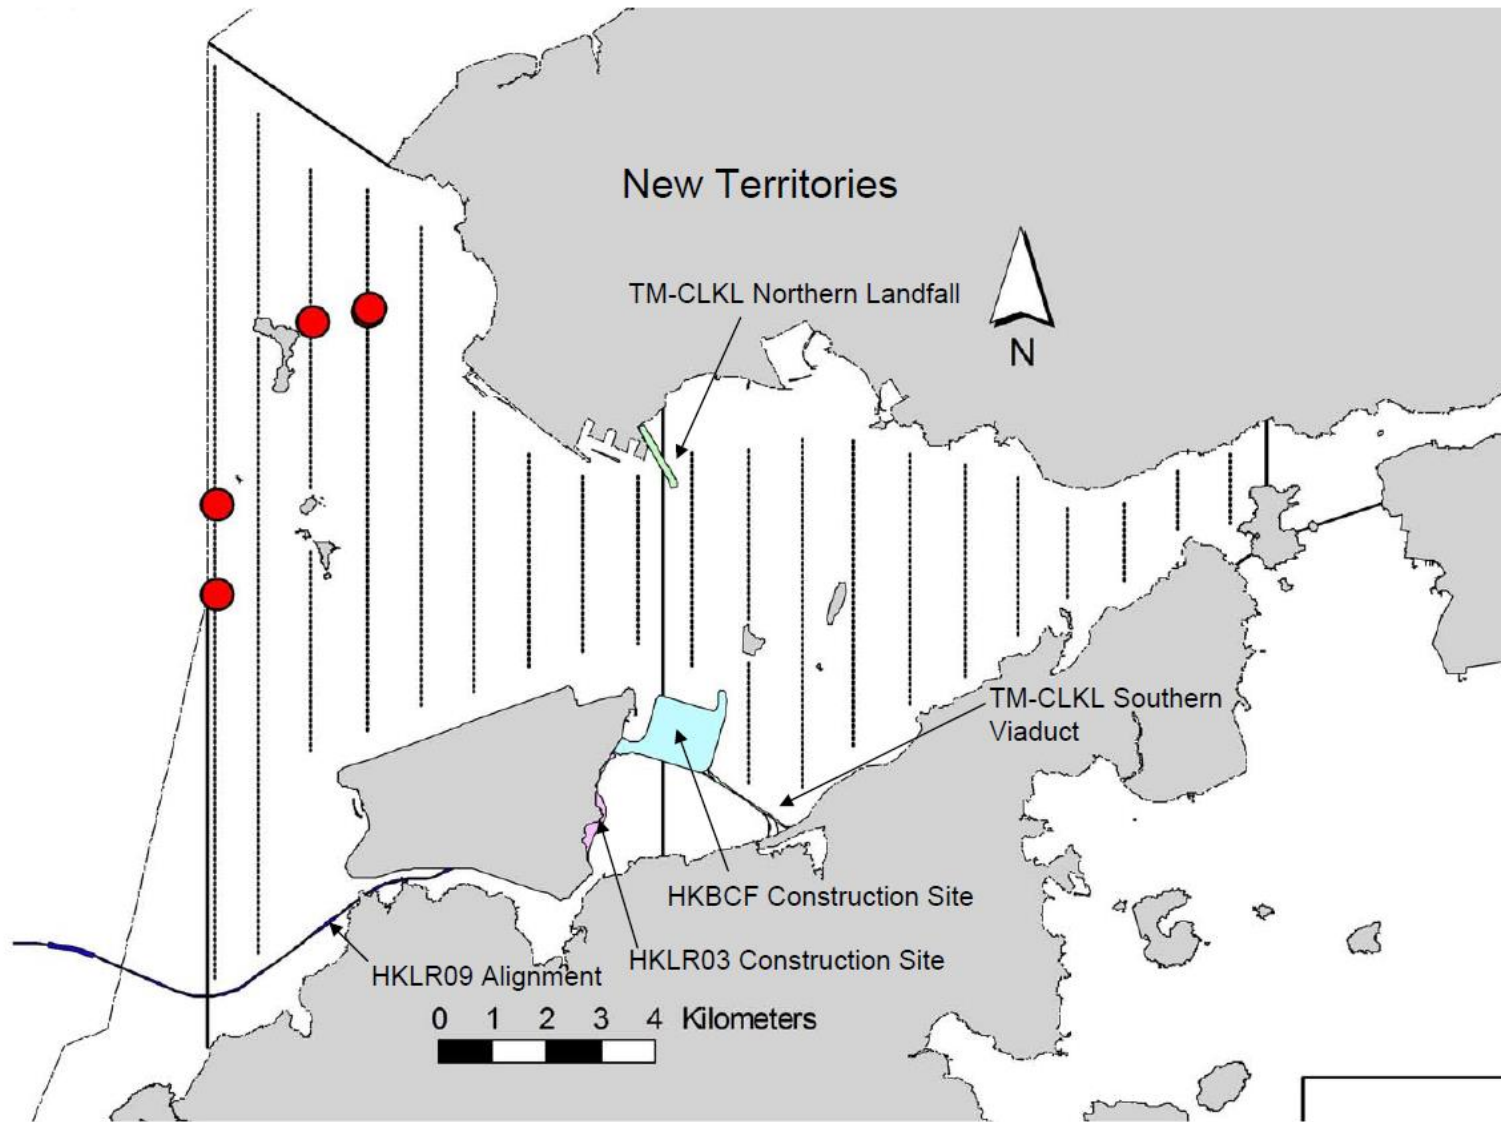 New Territories
TM-CLKL Northern Landfall
N
TM-CLKL Southern
Viaduct
HKBCF Construction Site
HKLR03 Construction Site
HKLR09 Alignment
0 1 2 3 4 Kilometers